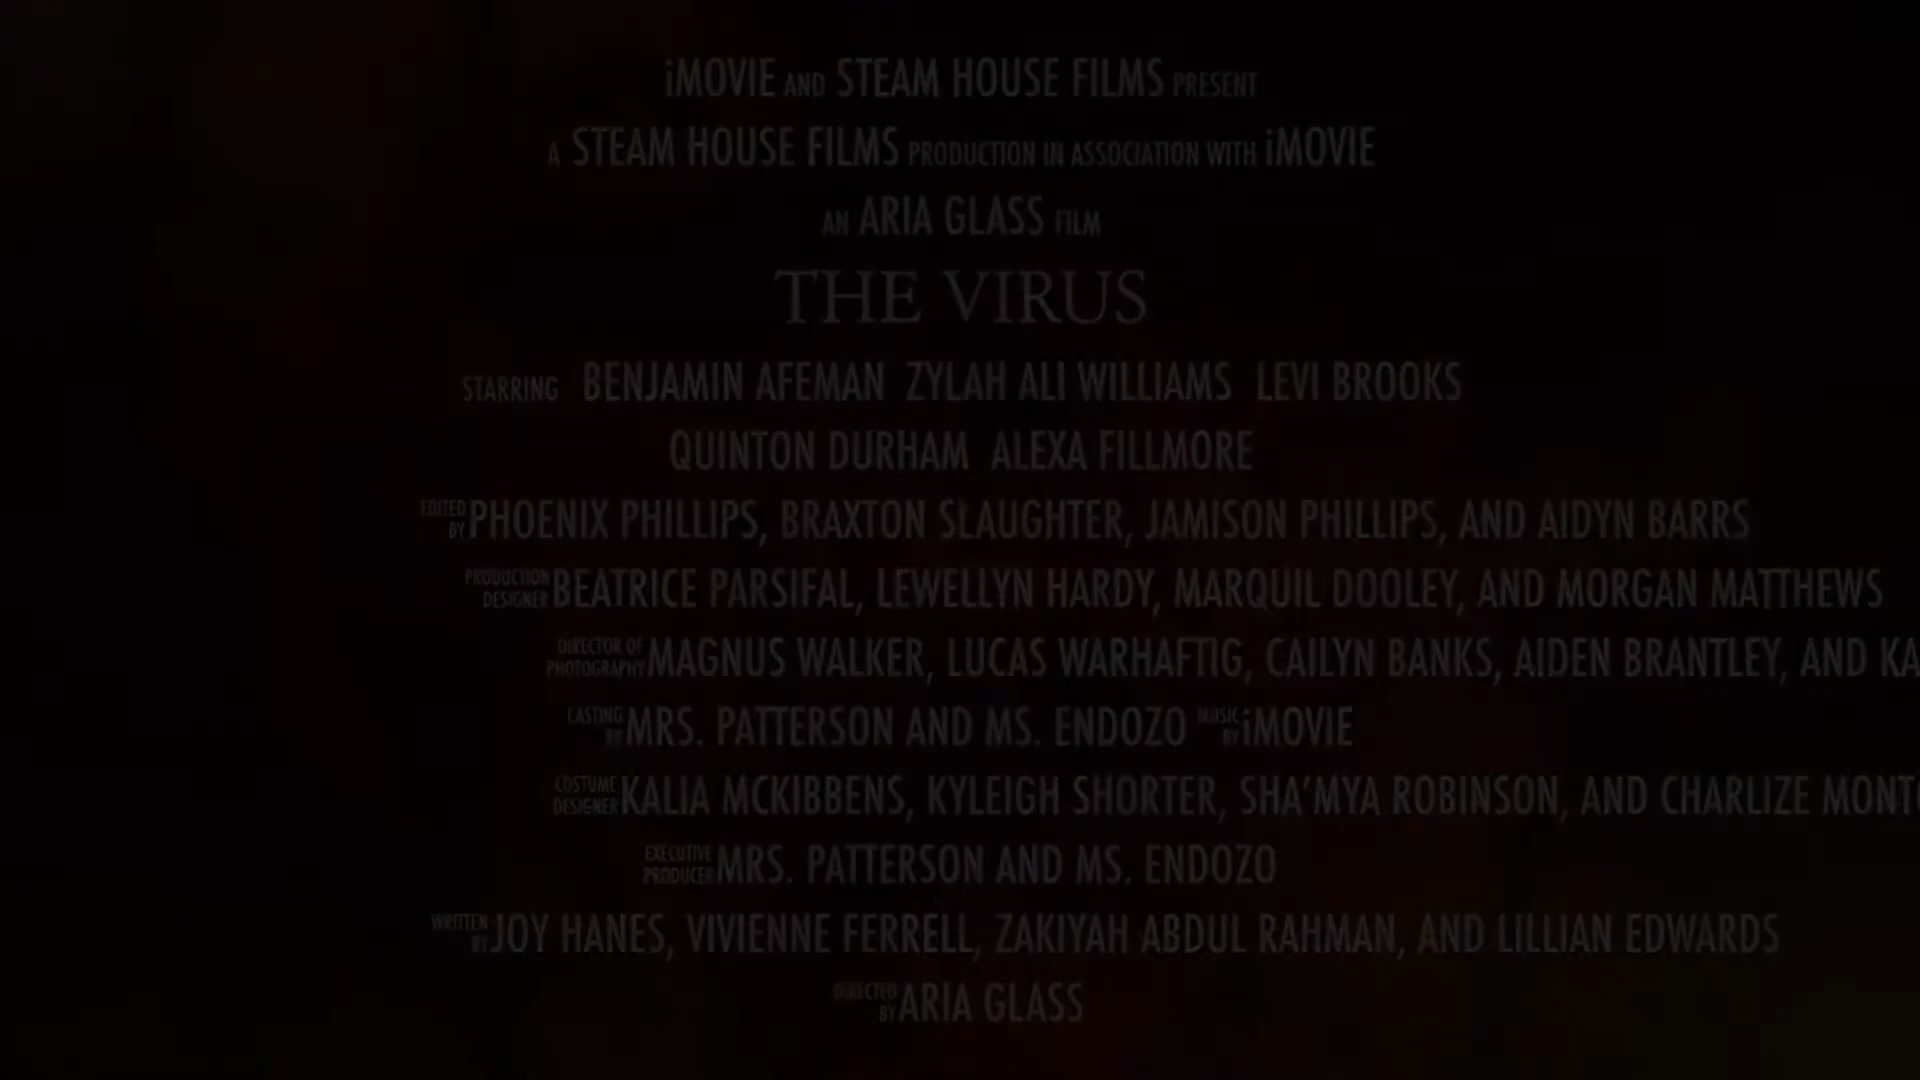 iMOVIE AND STEAM HOUSE FILMS PRESENT
A STEAM HOUSE FILMS PRODUCTION IN ASSOCIATION WITH iMOVIE
AN ARIA GLASS FILM
THE VIRUS
STARRING BENJAMIN AFEMAN ZYLAH ALI WILLIAMS LEVI BROOKS
QUINTON DURHAM ALEXA FILLMORE
EDITED BY PHOENIX PHILLIPS, BRAXTON SLAUGHTER, JAMISON PHILLIPS, AND AIDYN BARRS
PRODUCTION DESIGNER BEATRICE PARSIFAL, LEWELLYN HARDY, MARQUIL DOOLEY, AND MORGAN MATTHEWS
DIRECTOR OF PHOTOGRAPHY MAGNUS WALKER, LUCAS WARHAFTIG, CAILYN BANKS, AIDEN BRANTLEY, AND KA
CASTING BY MRS. PATTERSON AND MS. ENDOZO MUSIC BY iMOVIE
COSTUME DESIGNER KALIA MCKIBBENS, KYLEIGH SHORTER, SHA'MYA ROBINSON, AND CHARLIZE MONT
EXECUTIVE PRODUCER MRS. PATTERSON AND MS. ENDOZO
WRITTEN BY JOY HANES, VIVIENNE FERRELL, ZAKIYAH ABDUL RAHMAN, AND LILLIAN EDWARDS
DIRECTED BY ARIA GLASS